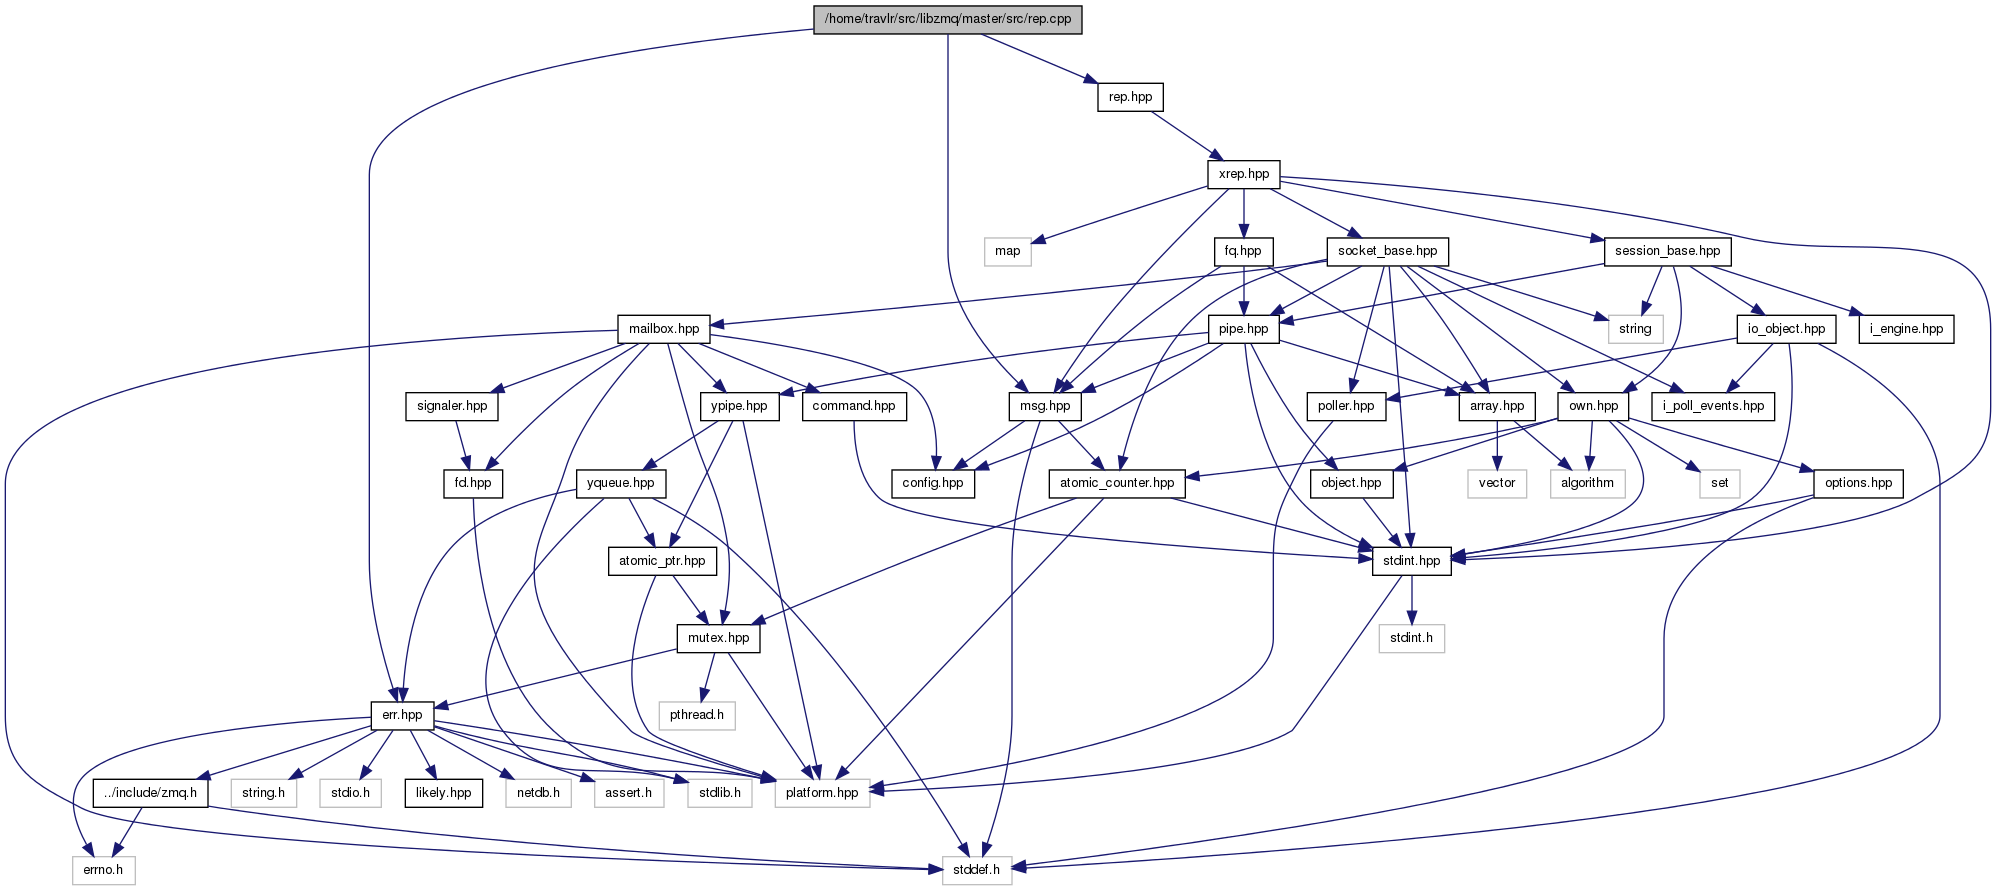 /home/travlr/src/libzmq/master/src/rep.cpp
rep.hpp
xrep.hpp
map
fq.hpp
socket_base.hpp
session_base.hpp
mailbox.hpp
pipe.hpp
string
io_object.hpp
i_engine.hpp
signaler.hpp
ypipe.hpp
command.hpp
msg.hpp
poller.hpp
array.hpp
own.hpp
i_poll_events.hpp
fd.hpp
yqueue.hpp
config.hpp
atomic_counter.hpp
object.hpp
vector
algorithm
set
options.hpp
atomic_ptr.hpp
stdint.hpp
mutex.hpp
stdint.h
err.hpp
pthread.h
../include/zmq.h
string.h
stdio.h
likely.hpp
netdb.h
assert.h
stdlib.h
platform.hpp
errno.h
stddef.h